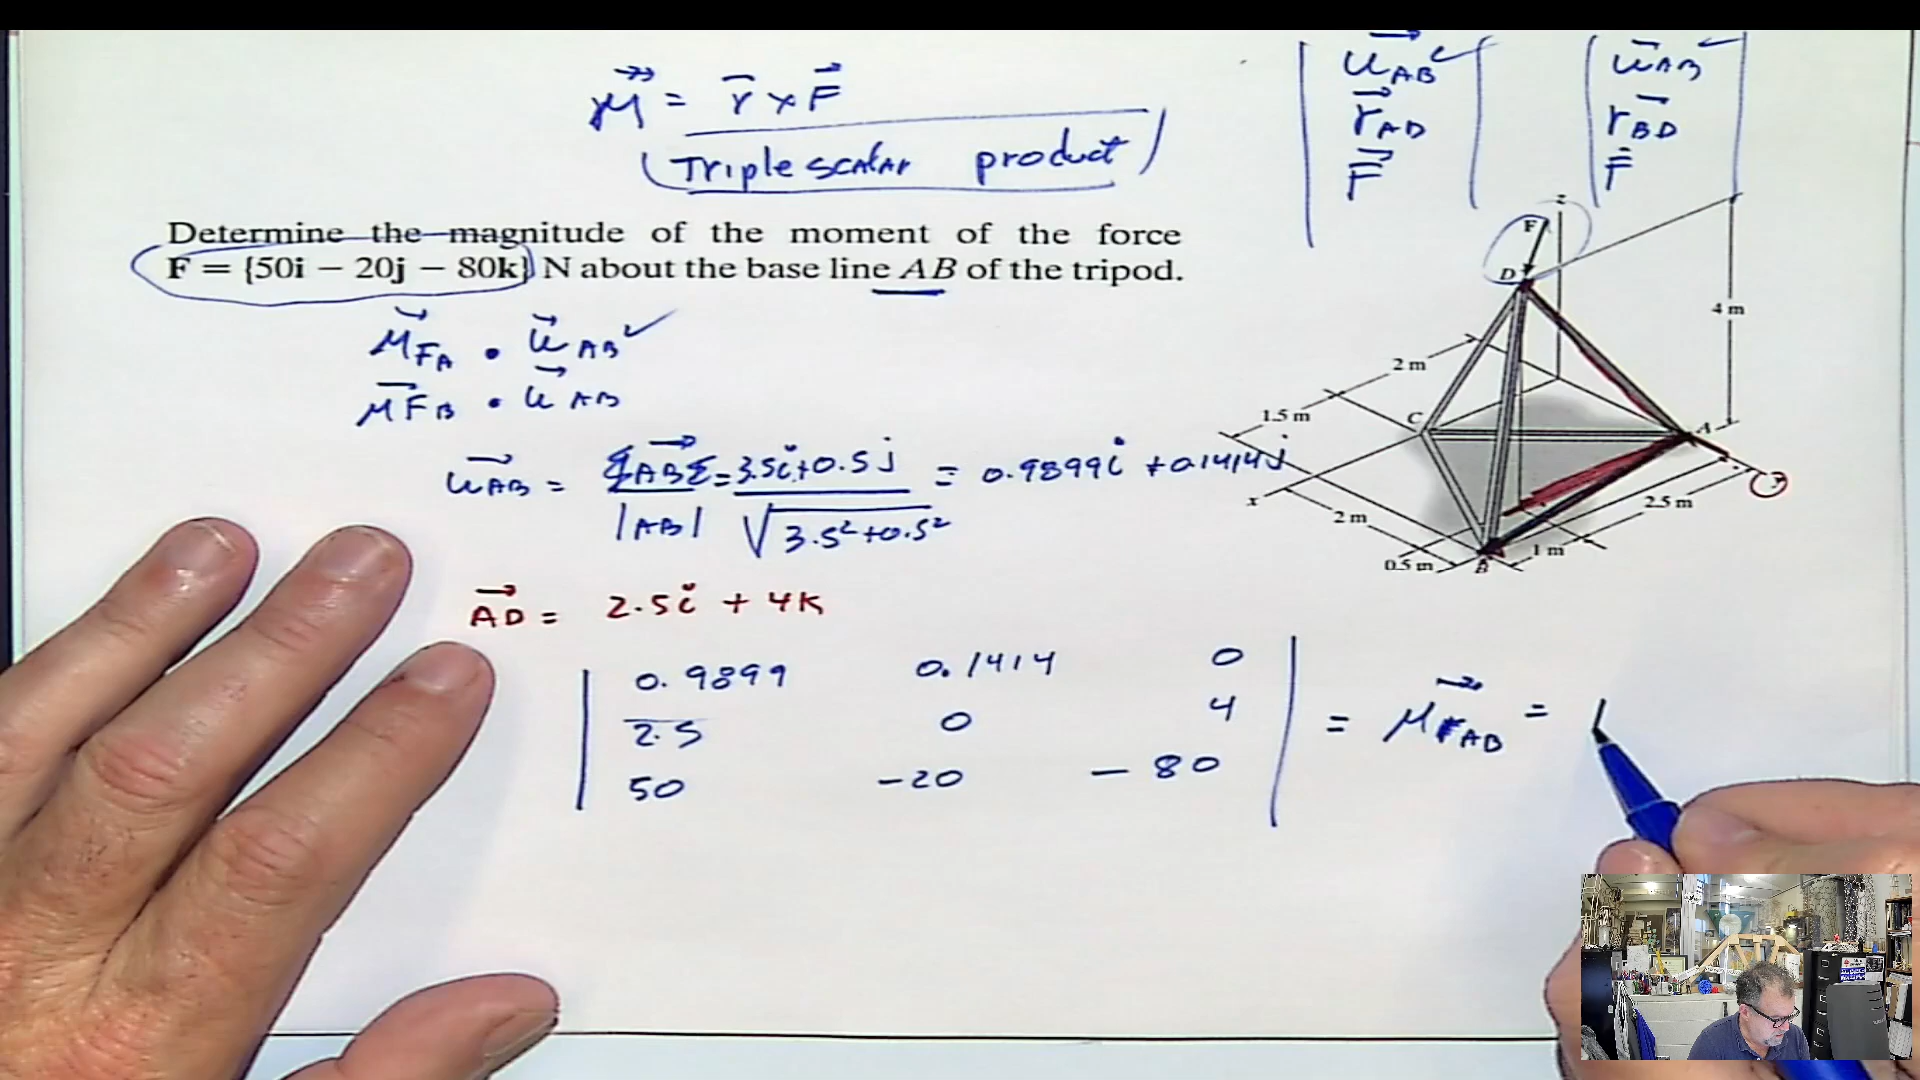 M = r x F
(Triple scalar product)
u_AB
r_AD
F
u_AB
r_BD
F
Determine the magnitude of the moment of the force
F = {50i − 20j − 80k} N about the base line AB of the tripod.
M_FA • u_AB ✓
M_FB • u_AB
u_AB = {AB} / |AB| = 3.5i + 0.5j / √3.5² + 0.5² = 0.9899i + 0.1414j
AD = 2.5i + 4k
0.9899 0.1414 0
2.5 0 4
50 -20 -80
= M_FAB =
z
F
D
4 m
2 m
1.5 m
C
A
x
y
2.5 m
2 m
1 m
0.5 m
B